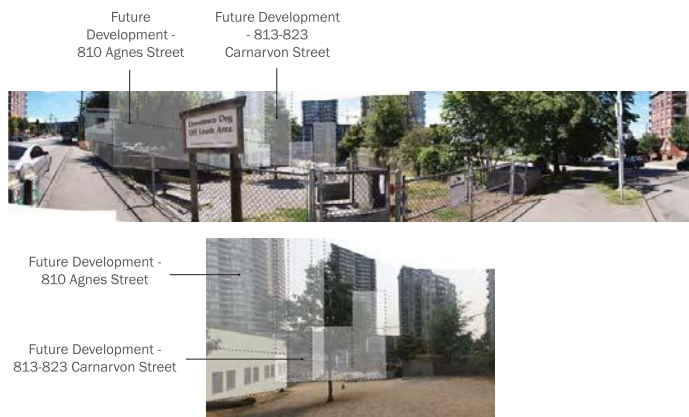 Future
Development -
810 Agnes Street
Future Development
- 813-823
Carnarvon Street
Downtown Dog
Off Leash Area
Future Development -
810 Agnes Street
Future Development -
813-823 Carnarvon Street